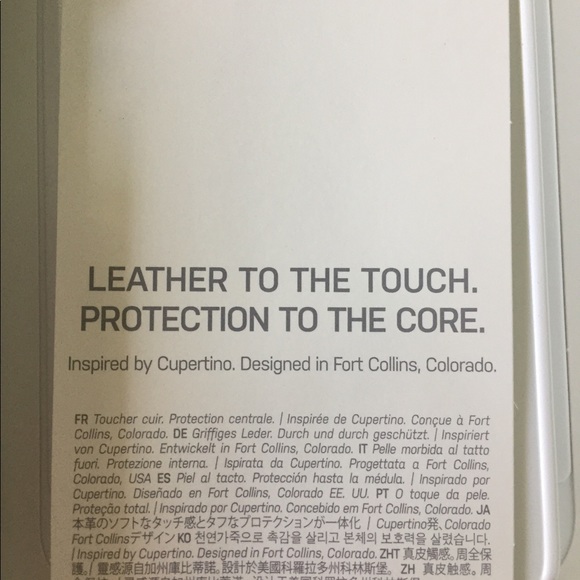 LEATHER TO THE TOUCH.
PROTECTION TO THE CORE.
Inspired by Cupertino. Designed in Fort Collins, Colorado.
FR Toucher cuir. Protection centrale. | Inspirée de Cupertino. Conçue à Fort
Collins, Colorado. DE Griffiges Leder. Durch und durch geschützt. | Inspiriert
von Cupertino. Entwickelt in Fort Collins, Colorado. IT Pelle morbida al tatto
fuori. Protezione interna. | Ispirata da Cupertino. Progettata a Fort Collins,
Colorado, USA ES Piel al tacto. Protección hasta la médula. | Inspirado por
Cupertino. Diseñado en Fort Collins, Colorado EE. UU. PT O toque da pele.
Proteção total. | Inspirado por Cupertino. Concebido em Fort Collins, Colorado. JA
本革のソフトなタッチ感とタフなプロテクションが一体化 | Cupertino発、Colorado
Fort Collinsデザイン KO 천연가죽으로 촉감을 살리고 본체의 보호력을 살렸습니다.
| Inspired by Cupertino. Designed in Fort Collins, Colorado. ZHT 真皮觸感。周全保
護。| 靈感源自加州庫比蒂諾。設計於美國科羅拉多州科林斯堡。 ZH 真皮触感。周